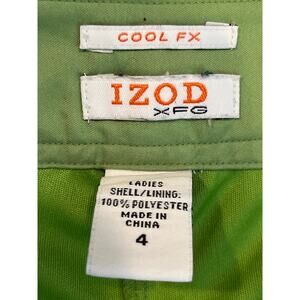 COOL FX
IZOD
XFG
LADIES
SHELL/LINING:
100% POLYESTER
MADE IN
CHINA
4